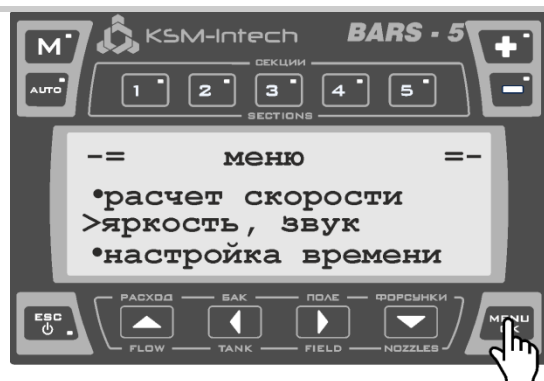 M
KSM-Intech
BARS - 5
+
AUTO
СЕКЦИИ
-
1 2 3 4 5
SECTIONS
-= меню =-
•расчет скорости
>яркость, звук
•настройка времени
ESC
РАСХОД БАК ПОЛЕ ФОРСУНКИ
FLOW TANK FIELD NOZZLES
MENU
OK